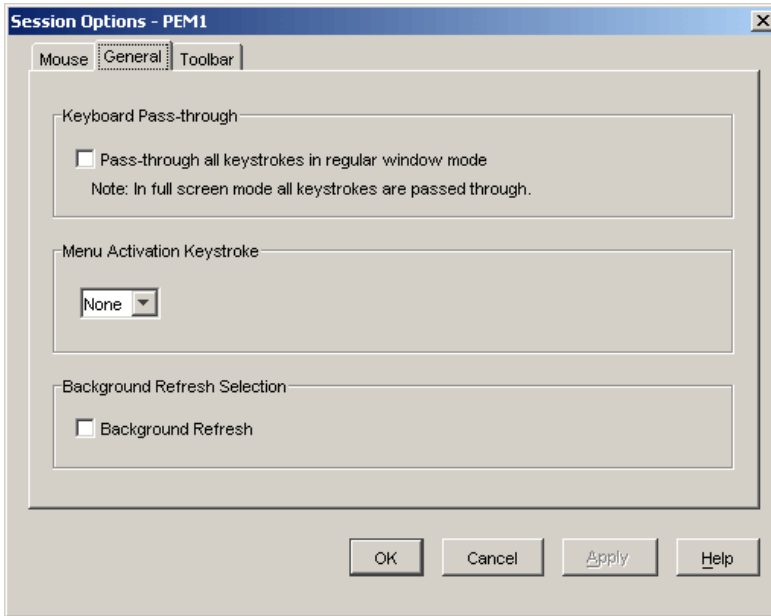 Session Options - PEM1
Mouse General Toolbar
Keyboard Pass-through
Pass-through all keystrokes in regular window mode
Note: In full screen mode all keystrokes are passed through.
Menu Activation Keystroke
None
Background Refresh Selection
Background Refresh
OK Cancel Apply Help